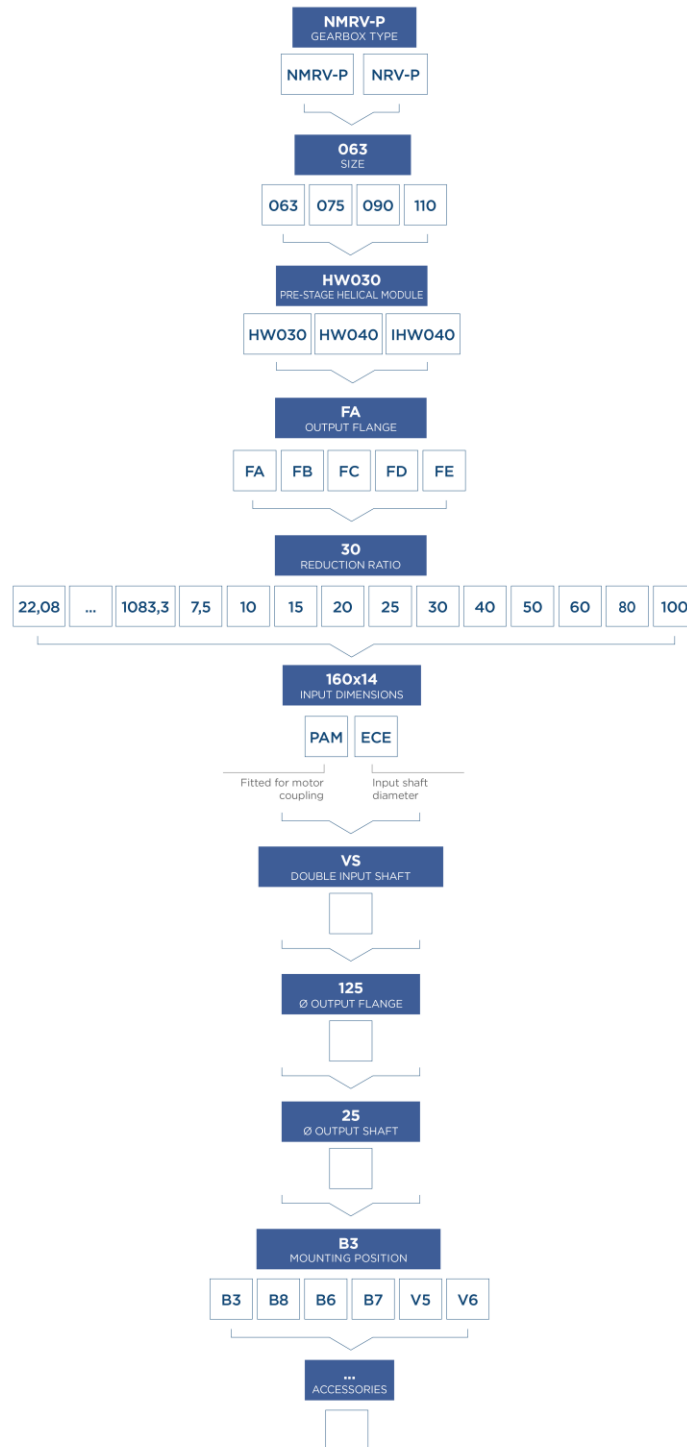 NMRV-P
GEARBOX TYPE
NMRV-P NRV-P
063
SIZE
063 075 090 110
HW030
PRE-STAGE HELICAL MODULE
HW030 HW040 IHW040
FA
OUTPUT FLANGE
FA FB FC FD FE
30
REDUCTION RATIO
22,08 ... 1083,3 7,5 10 15 20 25 30 40 50 60 80 100
160x14
INPUT DIMENSIONS
PAM ECE
Fitted for motor Input shaft
coupling diameter
VS
DOUBLE INPUT SHAFT
125
Ø OUTPUT FLANGE
25
Ø OUTPUT SHAFT
B3
MOUNTING POSITION
B3 B8 B6 B7 V5 V6
...
ACCESSORIES